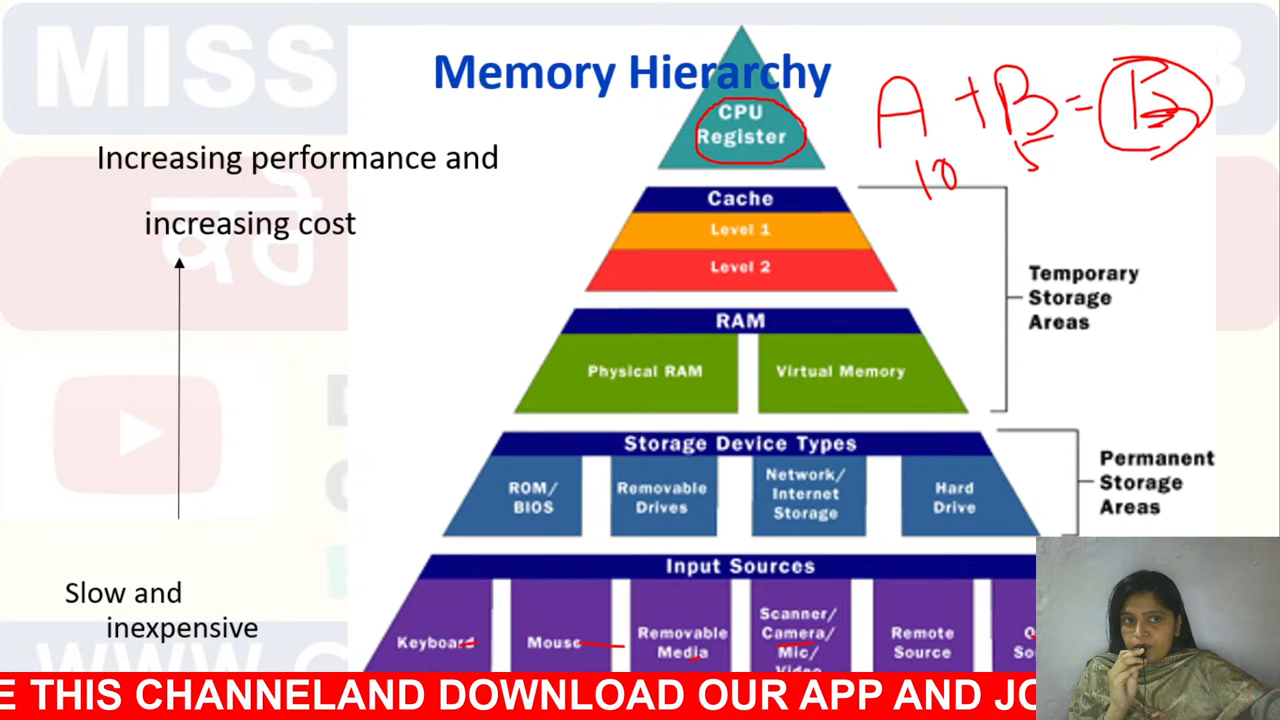 MISS
B
Memory Hierarchy
A + B =
10 5
CPU
Register
Increasing performance and
increasing cost
करे
Cache
Level 1
Level 2
Temporary
Storage
Areas
RAM
Physical RAM Virtual Memory
Storage Device Types
ROM/
BIOS
Removable
Drives
Network/
Internet
Storage
Hard
Drive
Permanent
Storage
Areas
Slow and
inexpensive
Input Sources
Keyboard
Mouse
Removable
Media
Scanner/
Camera/
Mic/
Video
Remote
Source
E THIS CHANNELAND DOWNLOAD OUR APP AND JO